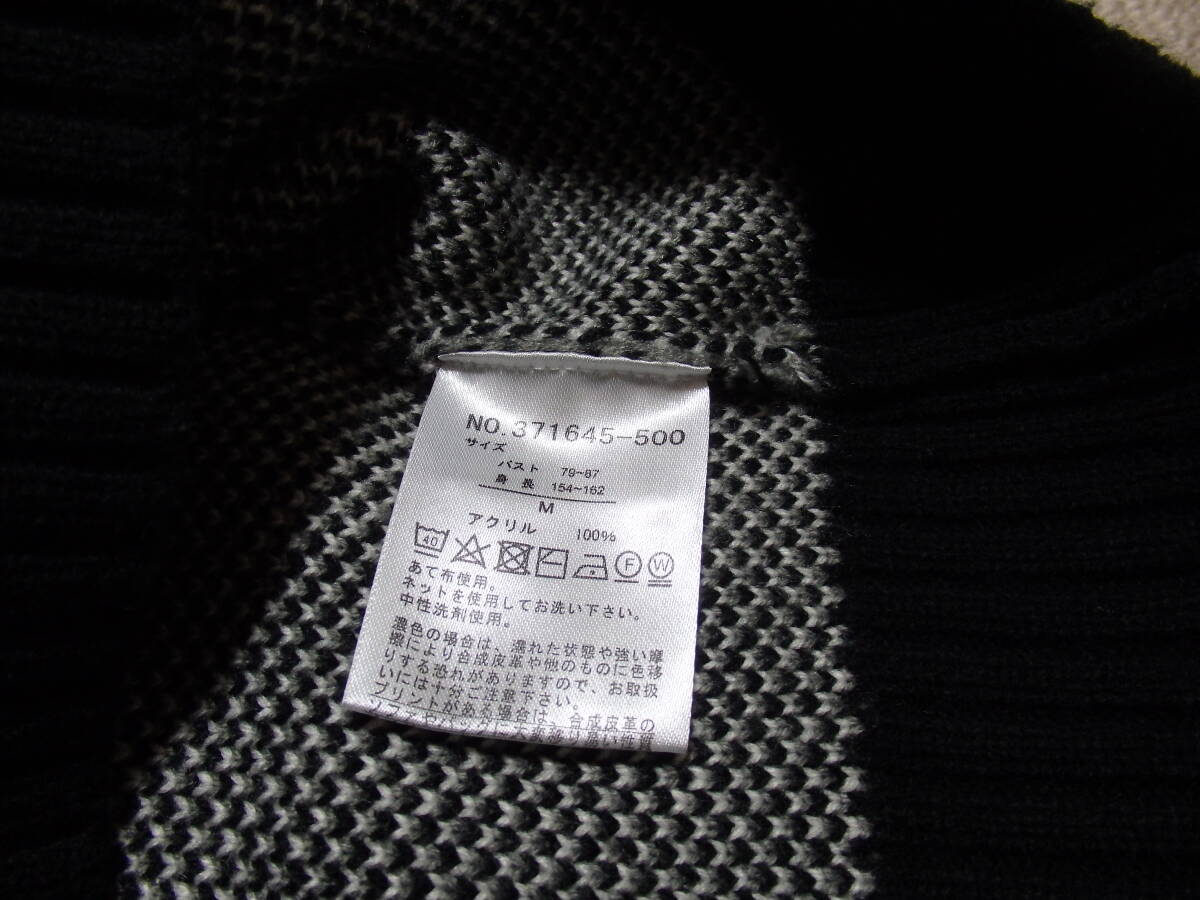 NO.371645-500
サイズ
バスト 79~87
身長 154~162
M
アクリル 100%
40 F W
あて布使用。
ネットを使用してお洗い下さい。
中性洗剤使用。
濃色の場合は、濡れた状態や強い摩
擦により合成皮革や他のものに色移
りする恐れがありますので、お取扱
いには十分ご注意下さい。
プリントがある場合は、合成皮革の